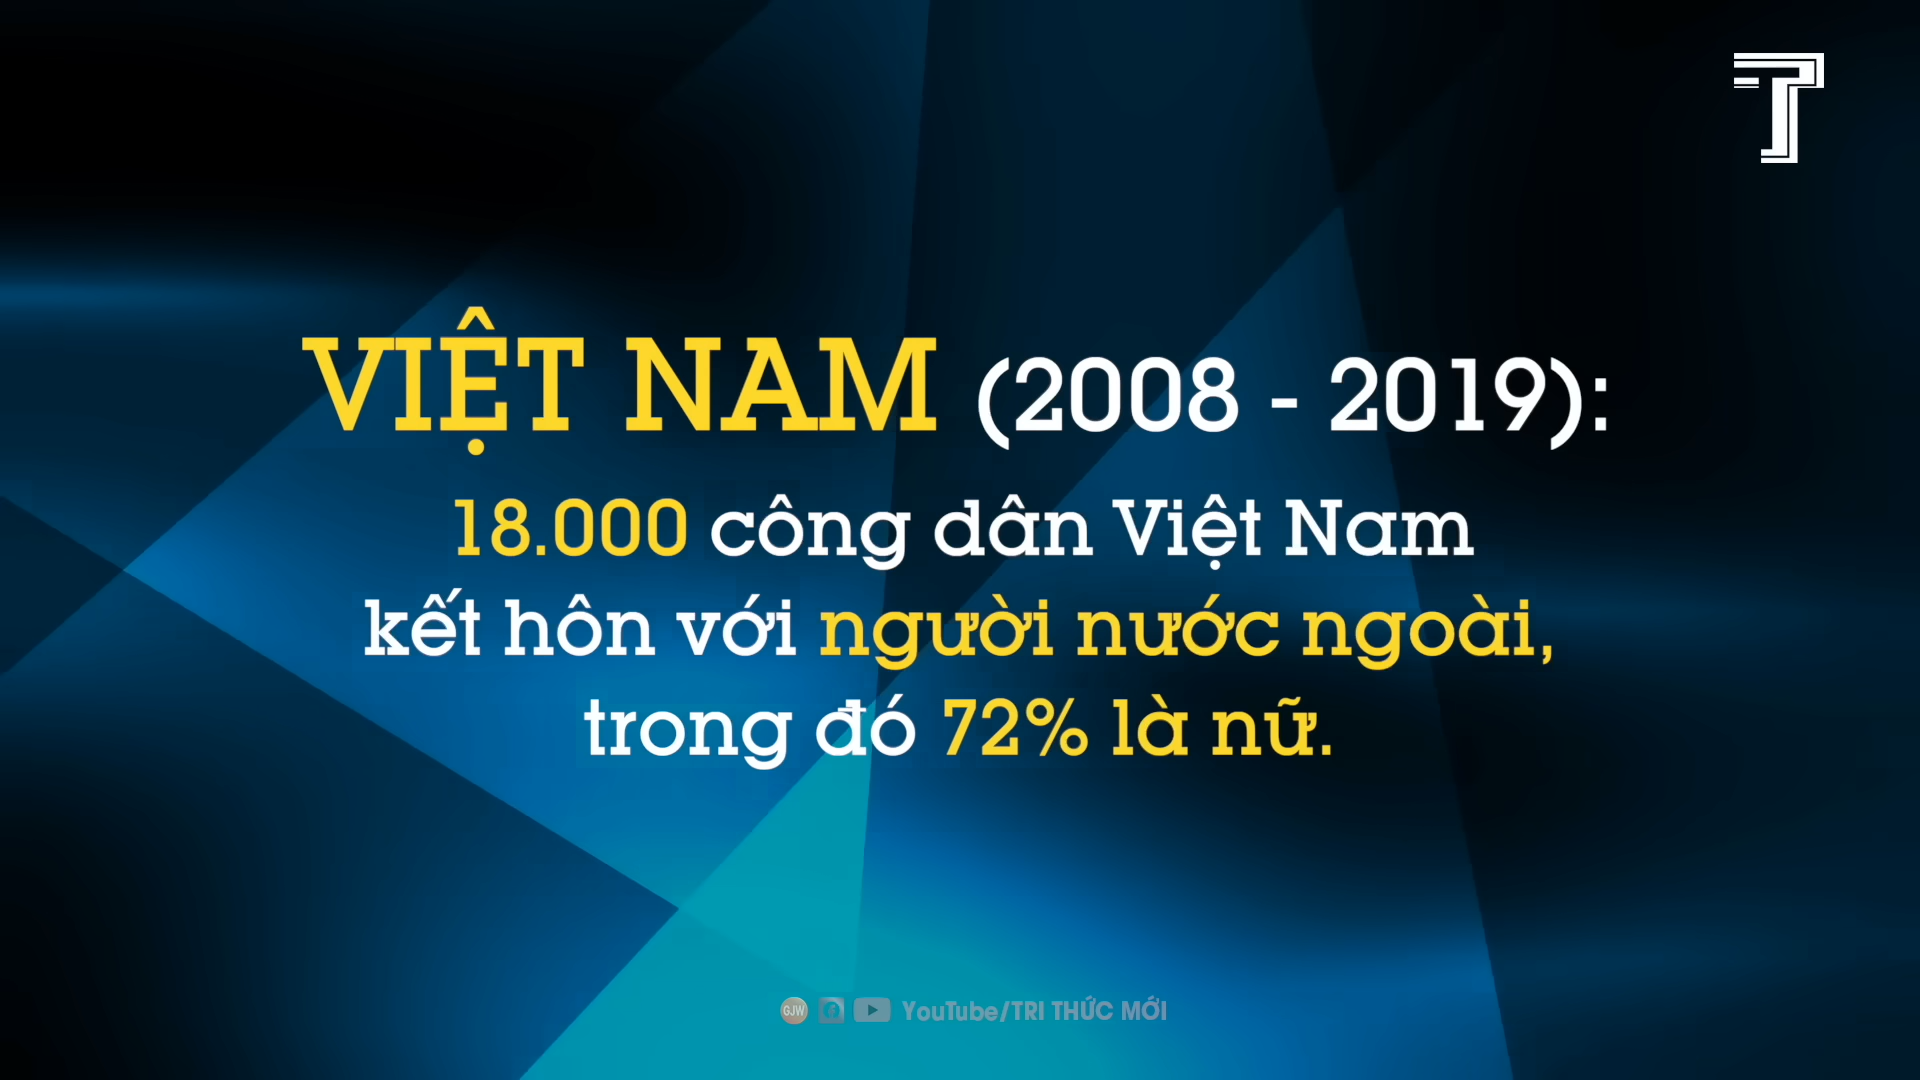 VIỆT NAM (2008 - 2019):
18.000 công dân Việt Nam
kết hôn với người nước ngoài,
trong đó 72% là nữ.
GJW YouTube/TRI THỨC MỚI